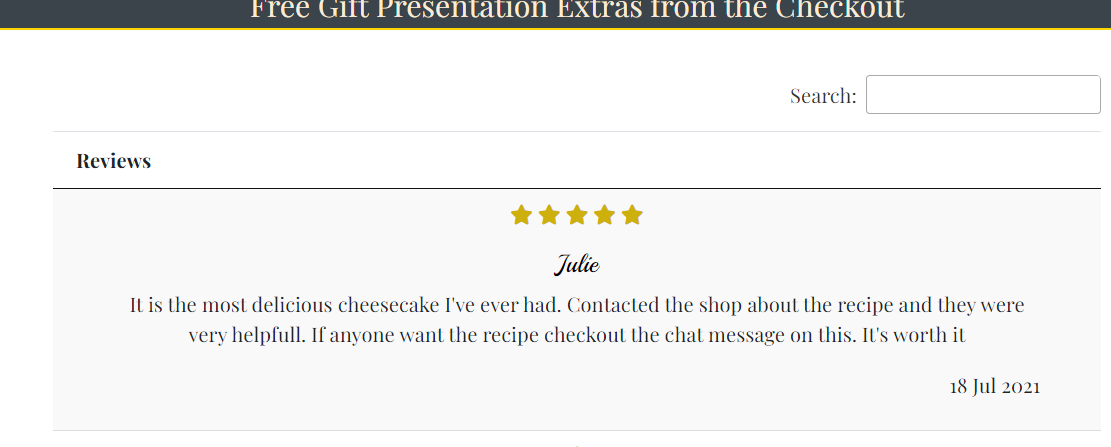 Free Gift Presentation Extras from the Checkout
Search:
Reviews
Julie
It is the most delicious cheesecake I've ever had. Contacted the shop about the recipe and they were
very helpfull. If anyone want the recipe checkout the chat message on this. It's worth it
18 Jul 2021